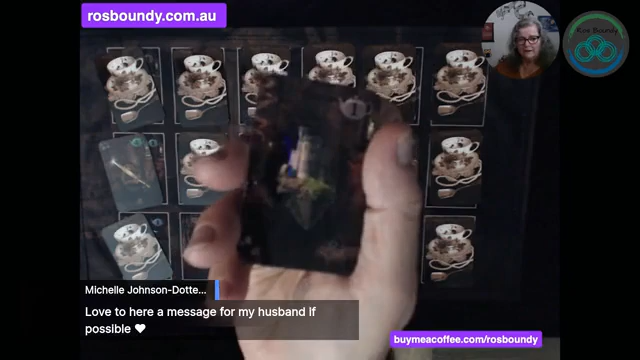 rosboundy.com.au
Ros Boundy
Michelle Johnson-Dotte...
Love to here a message for my husband If
possible ❤
buymeacoffee.com/rosboundy